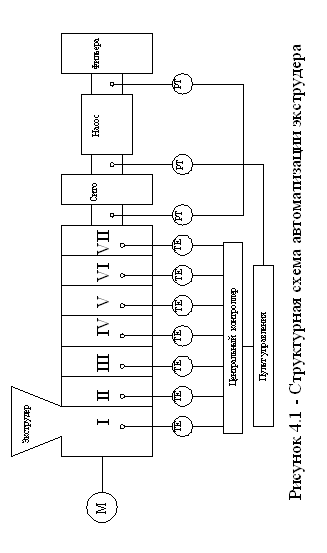 Экструдер
М
I
II
III
IV
V
VI
VII
Сито
Насос
Фильера
ТЕ
ТЕ
ТЕ
ТЕ
ТЕ
ТЕ
ТЕ
РТ
РТ
РТ
Центральный контроллер
Пульт управления
Рисунок 4.1 - Структурная схема автоматизации экструдера